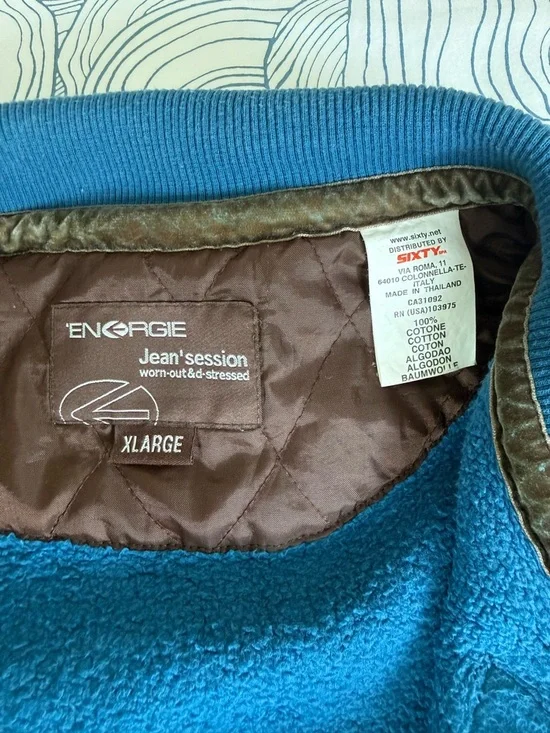 'ENERGIE
Jean'session
worn-out&d-stressed
XLARGE
www.sixty.net
DISTRIBUTED BY
SIXTY SPA
VIA ROMA, 11
64010 COLONNELLA-TE-
ITALY
MADE IN THAILAND
CA31092
RN (USA)103975
100%
COTONE
COTTON
COTON
ALGODAO
ALGODON
BAUMWOLLE